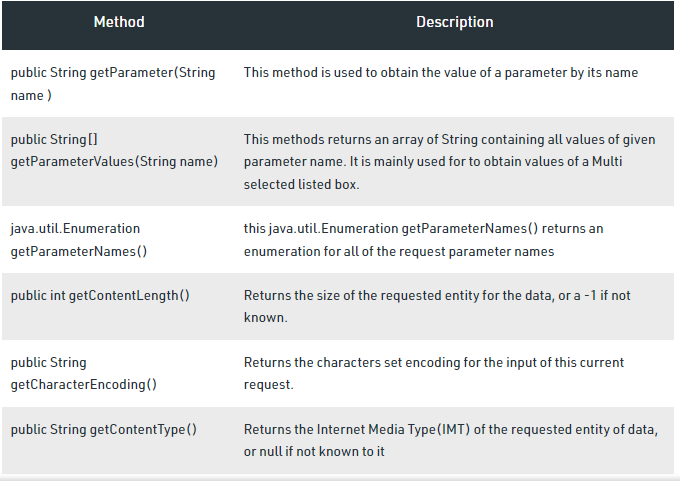 Method Description
public String getParameter(String
name )
This method is used to obtain the value of a parameter by its name
public String[]
getParameterValues(String name)
This methods returns an array of String containing all values of given
parameter name. It is mainly used for to obtain values of a Multi
selected listed box.
java.util.Enumeration
getParameterNames()
this java.util.Enumeration getParameterNames() returns an
enumeration for all of the request parameter names
public int getContentLength()
Returns the size of the requested entity for the data, or a -1 if not
known.
public String
getCharacterEncoding()
Returns the characters set encoding for the input of this current
request.
public String getContentType()
Returns the Internet Media Type(IMT) of the requested entity of data,
or null if not known to it